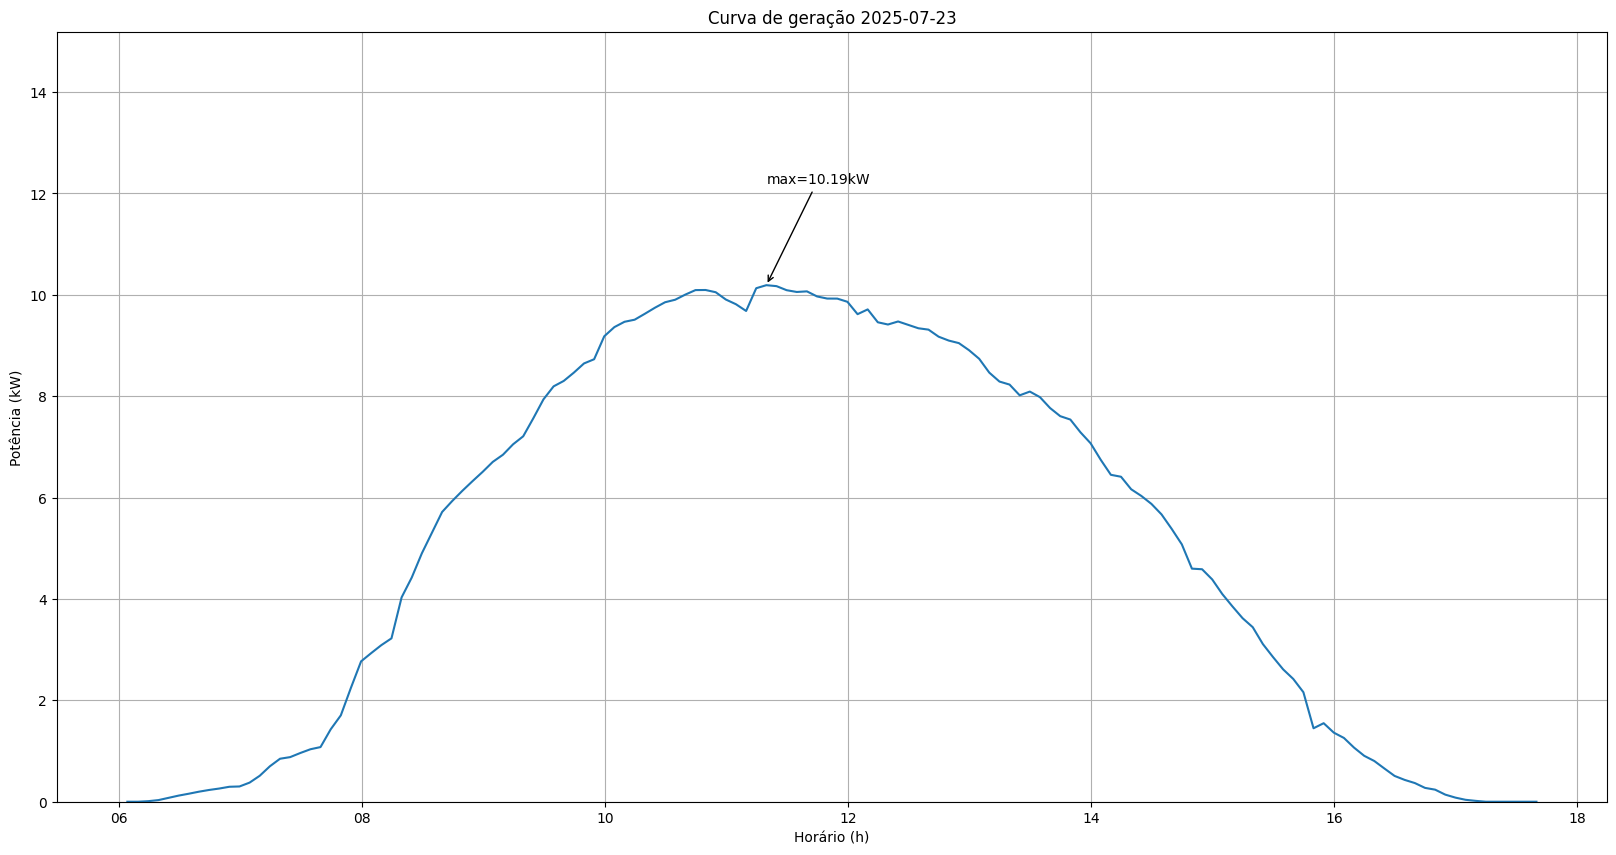 Curva de geração 2025-07-23
14
12
10
8
6
4
2
0
max=10.19kW
Potência (kW)
06 08 10 12 14 16 18
Horário (h)